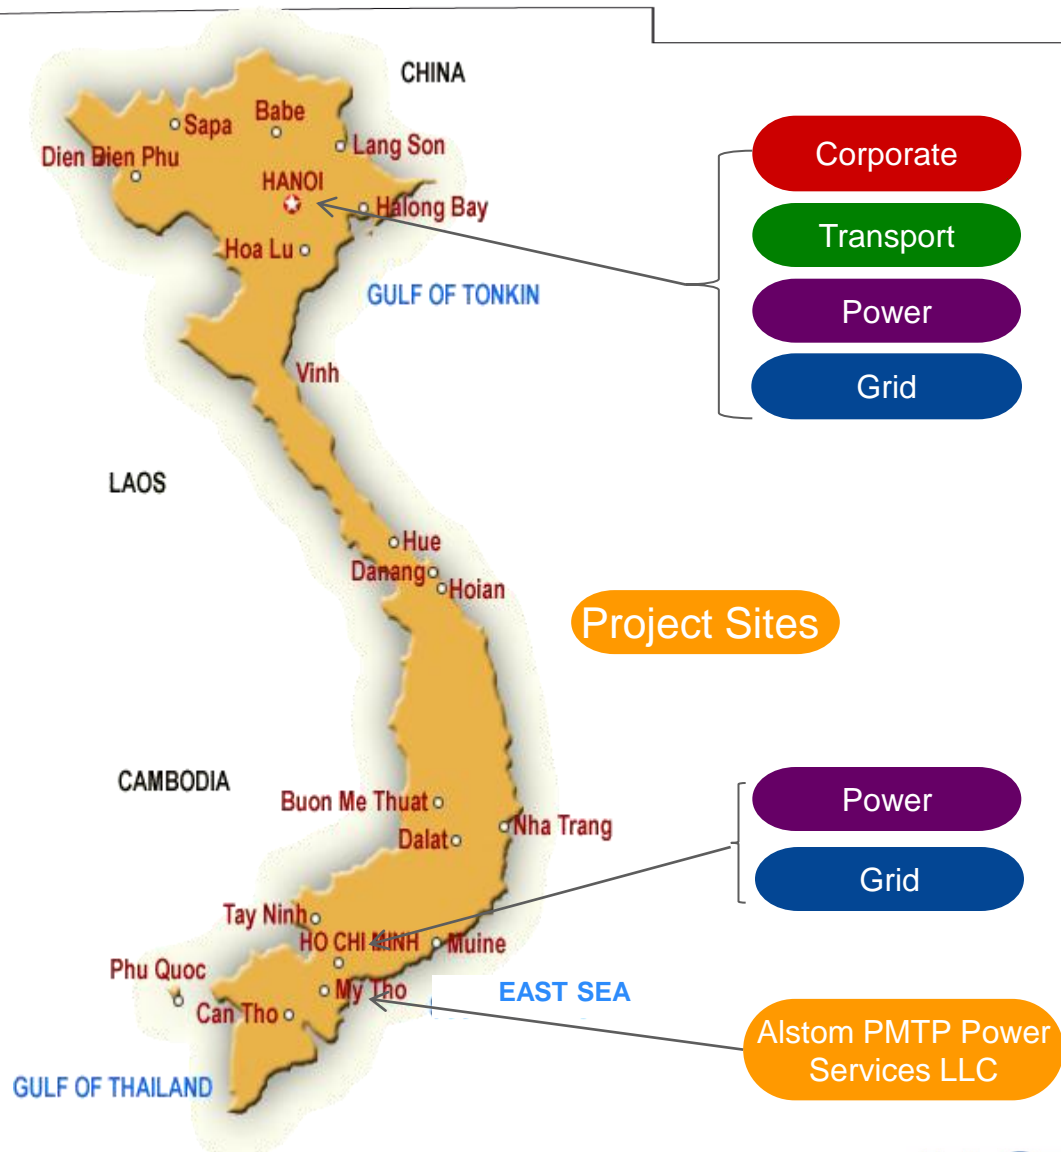 CHINA
Babe
Sapa
Lang Son
Dien Bien Phu
HANOI
Halong Bay
Hoa Lu
GULF OF TONKIN
Vinh
LAOS
Hue
Danang
Hoian
CAMBODIA
Buon Me Thuat
Nha Trang
Dalat
Tay Ninh
HO CHI MINH
Muine
Phu Quoc
My Tho
EAST SEA
Can Tho
GULF OF THAILAND
Corporate
Transport
Power
Grid
Project Sites
Power
Grid
Alstom PMTP Power
Services LLC